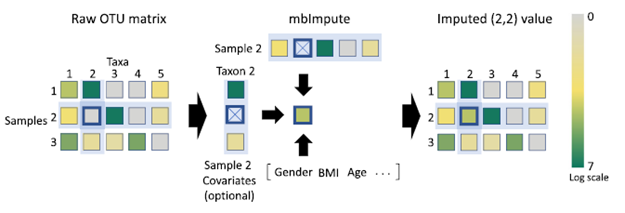 Raw OTU matrix
mbImpute
Imputed (2,2) value
Sample 2
Taxa
Taxon 2
1 2 3 4 5
1
Samples 2
3
Sample 2
Covariates
(optional)
[ Gender BMI Age ... ]
1 2 3 4 5
1
2
3
0
7
Log scale